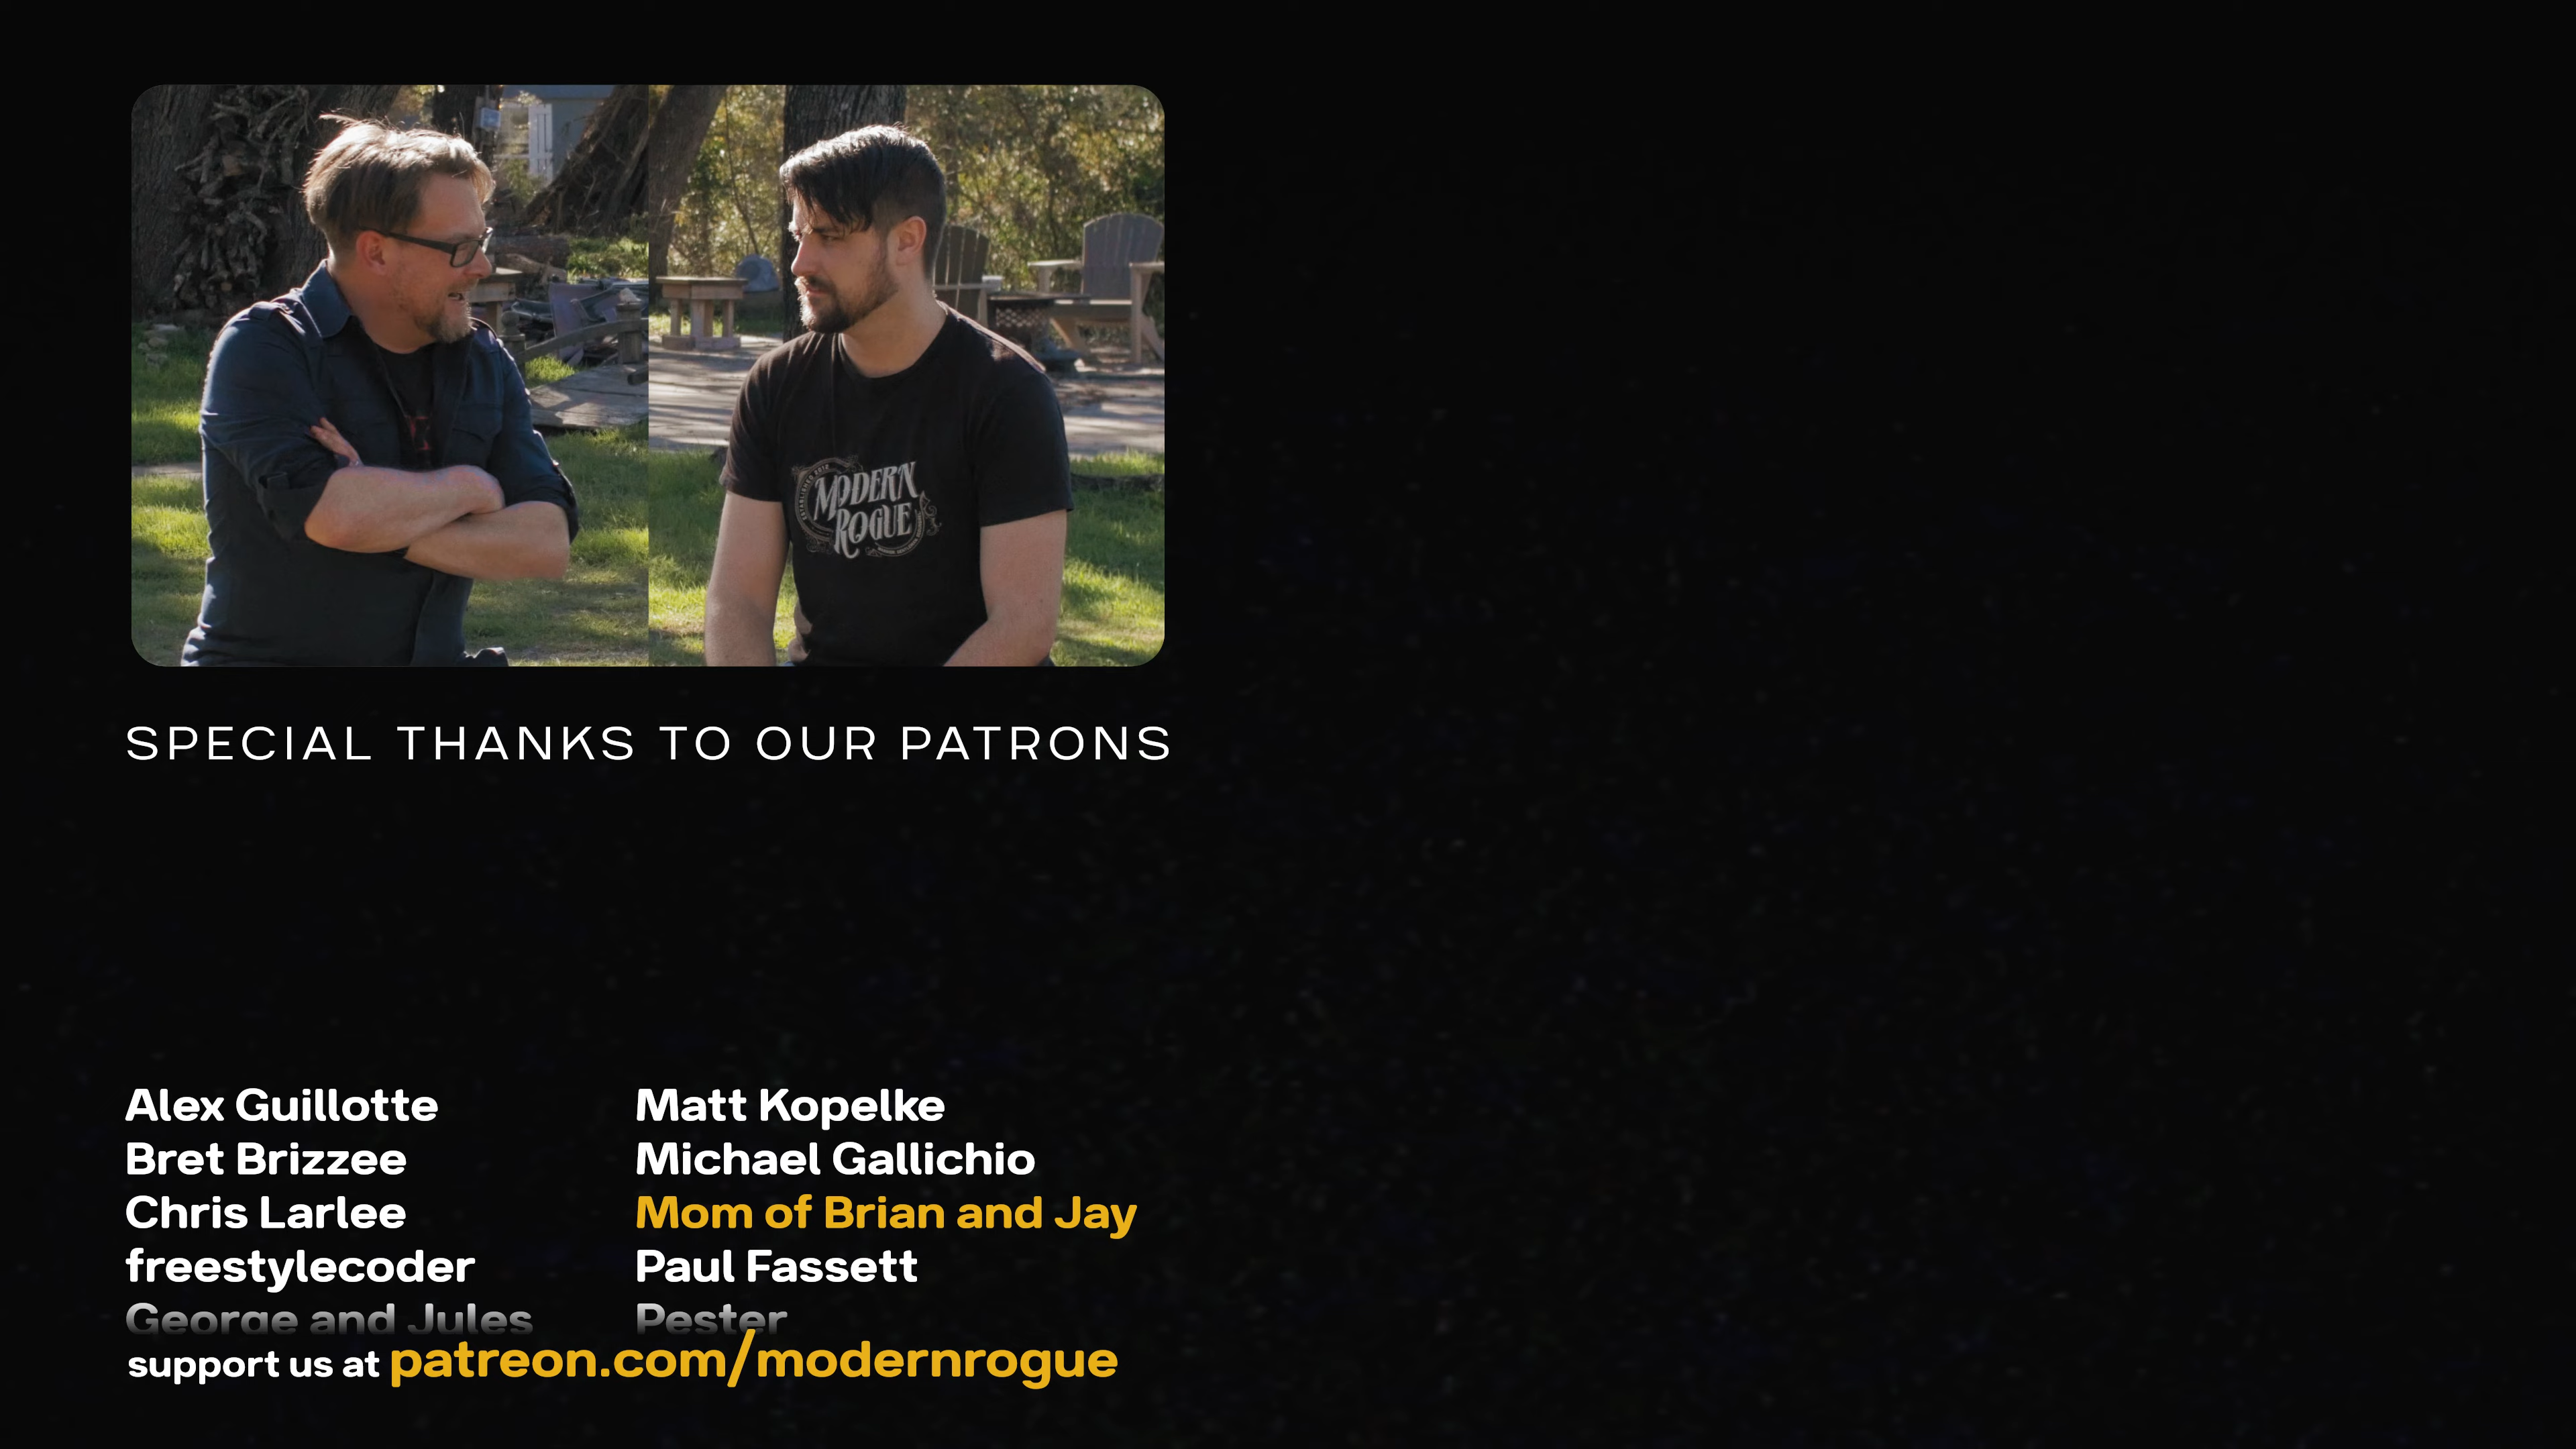 MODERN
ROGUE
SPECIAL THANKS TO OUR PATRONS
Alex Guillotte
Bret Brizzee
Chris Larlee
freestylecoder
George and Jules
Matt Kopelke
Michael Gallichio
Mom of Brian and Jay
Paul Fassett
Pester
support us at patreon.com/modernrogue